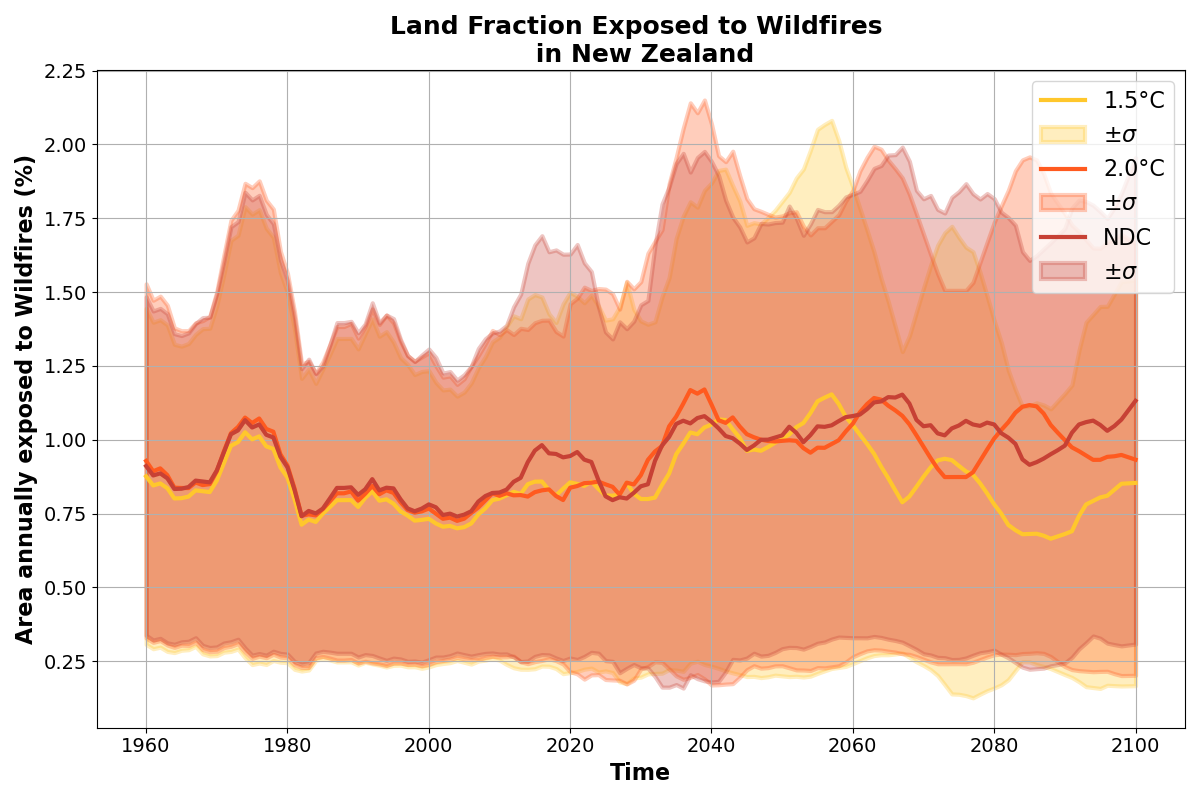 Land Fraction Exposed to Wildfires
in New Zealand
Area annually exposed to Wildfires (%)
2.25
2.00
1.75
1.50
1.25
1.00
0.75
0.50
0.25
1.5°C
±σ
2.0°C
±σ
NDC
±σ
1960
1980
2000
2020
2040
2060
2080
2100
Time